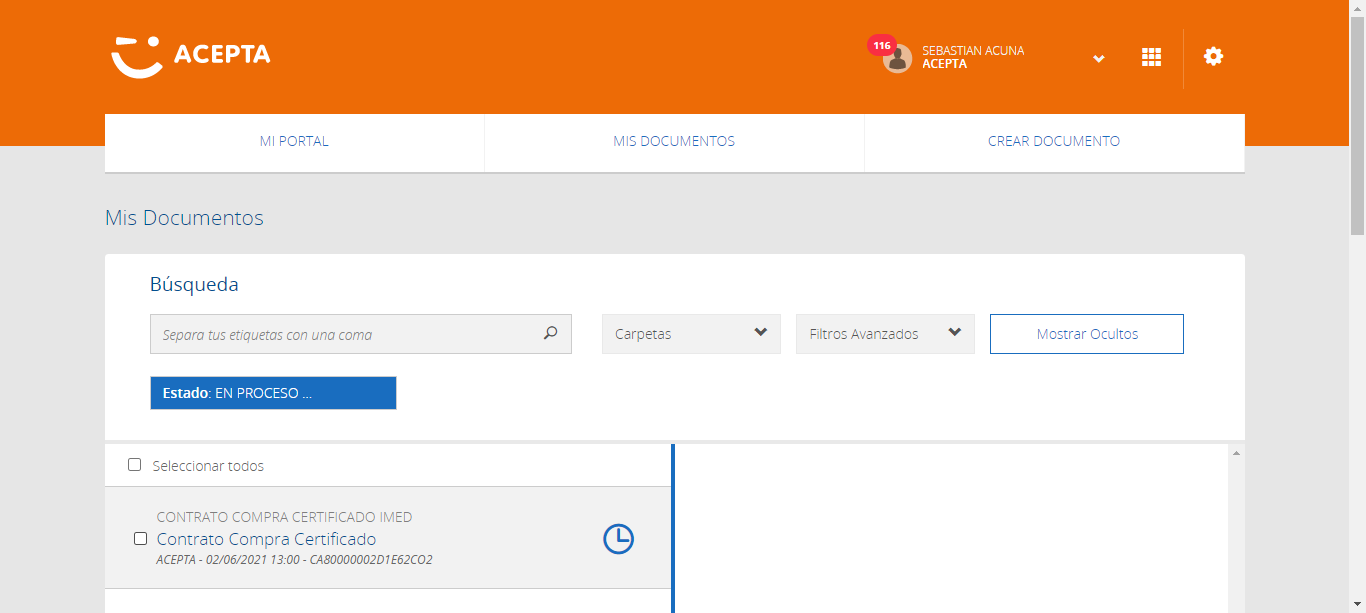 ACEPTA
116
SEBASTIAN ACUNA
ACEPTA
MI PORTAL
MIS DOCUMENTOS
CREAR DOCUMENTO
Mis Documentos
Búsqueda
Separa tus etiquetas con una coma
Carpetas
Filtros Avanzados
Mostrar Ocultos
Estado: EN PROCESO ...
Seleccionar todos
CONTRATO COMPRA CERTIFICADO IMED
Contrato Compra Certificado
ACEPTA - 02/06/2021 13:00 - CA80000002D1E62CO2